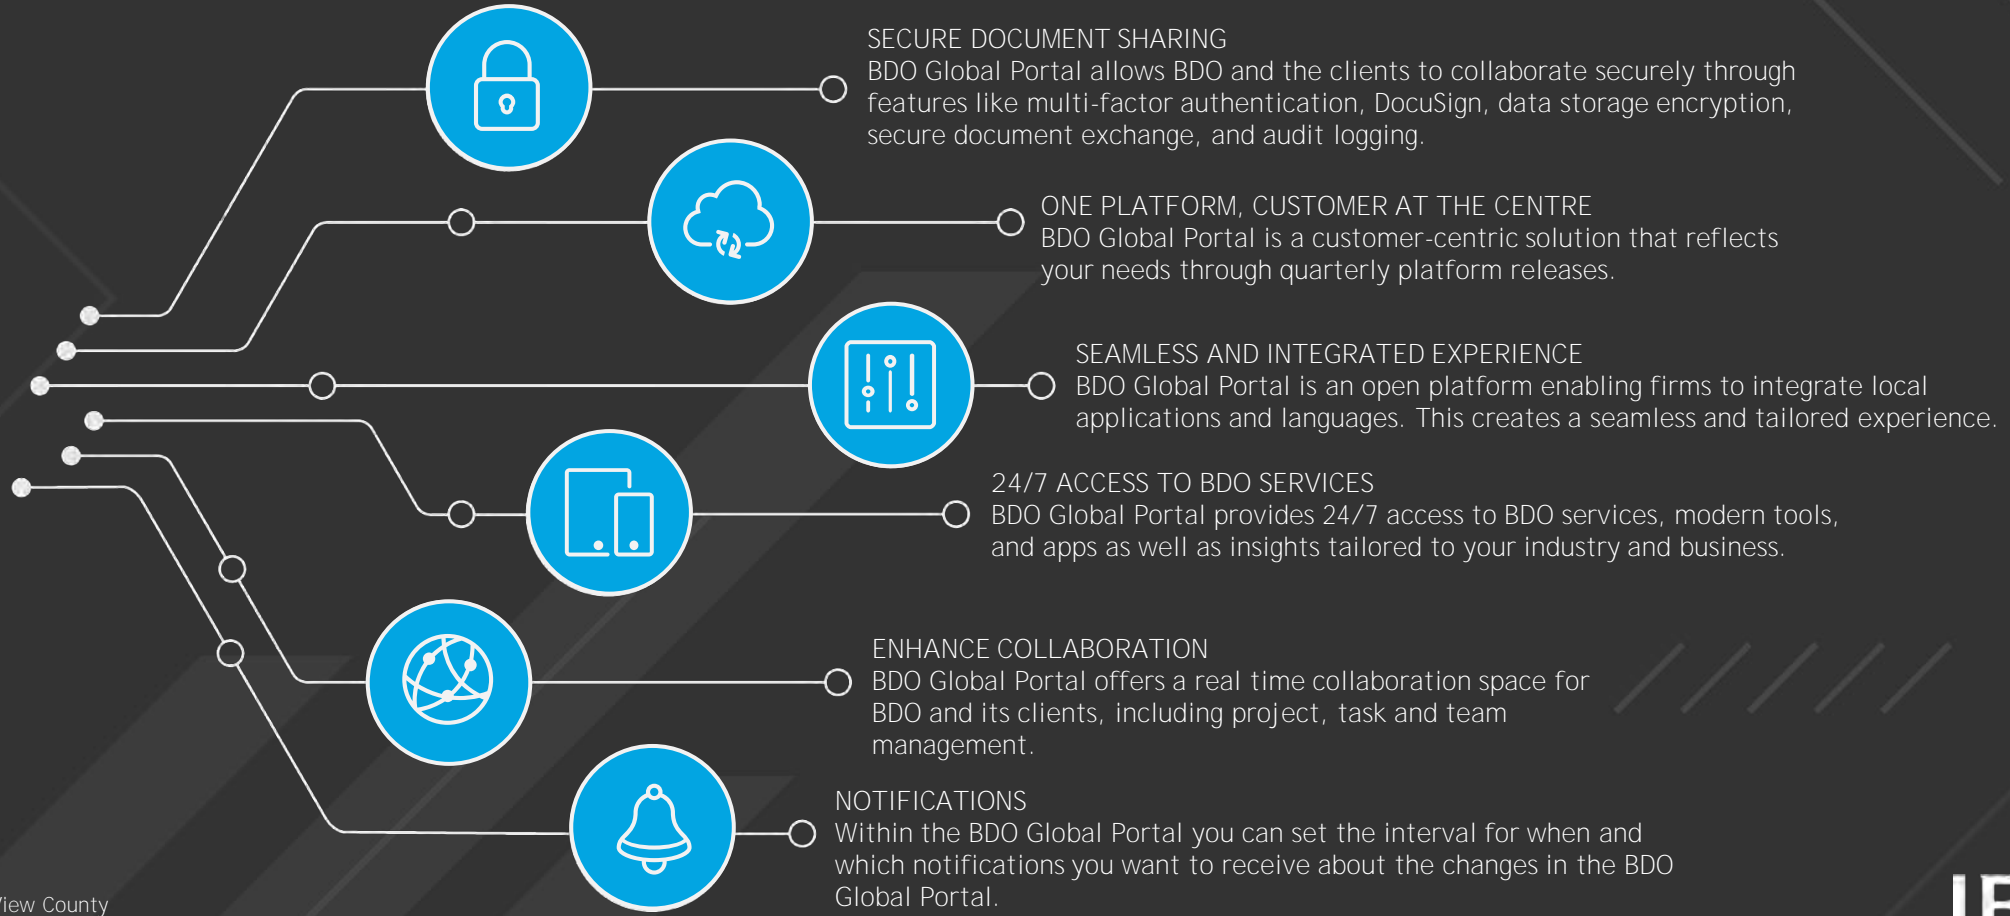 SECURE DOCUMENT SHARING
BDO Global Portal allows BDO and the clients to collaborate securely through
features like multi-factor authentication, DocuSign, data storage encryption,
secure document exchange, and audit logging.
ONE PLATFORM, CUSTOMER AT THE CENTRE
BDO Global Portal is a customer-centric solution that reflects
your needs through quarterly platform releases.
SEAMLESS AND INTEGRATED EXPERIENCE
BDO Global Portal is an open platform enabling firms to integrate local
applications and languages. This creates a seamless and tailored experience.
24/7 ACCESS TO BDO SERVICES
BDO Global Portal provides 24/7 access to BDO services, modern tools,
and apps as well as insights tailored to your industry and business.
ENHANCE COLLABORATION
BDO Global Portal offers a real time collaboration space for
BDO and its clients, including project, task and team
management.
NOTIFICATIONS
Within the BDO Global Portal you can set the interval for when and
which notifications you want to receive about the changes in the BDO
Global Portal.
View County